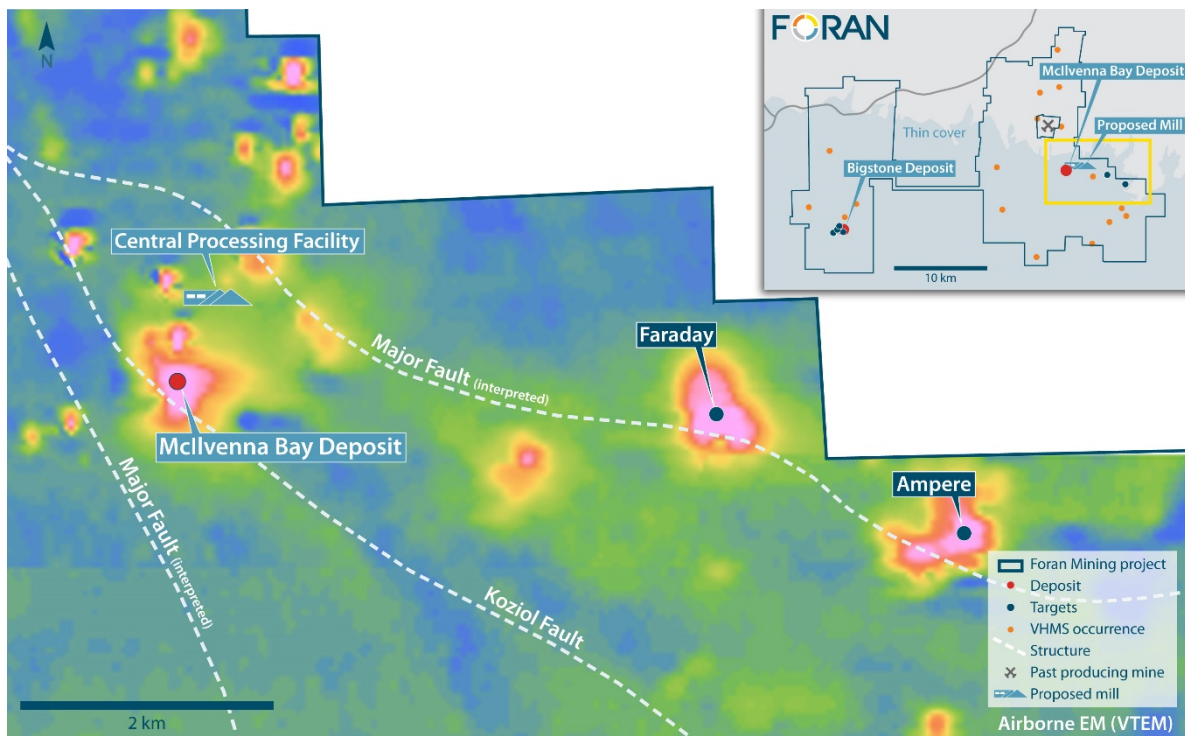 N
Central Processing Facility
McIlvenna Bay Deposit
Major Fault (interpreted)
Major Fault (interpreted)
Koziol Fault
Faraday
Ampere
2 km
FORAN
McIlvenna Bay Deposit
Proposed Mill
Thin cover
Bigstone Deposit
10 km
Foran Mining project
Deposit
Targets
VHMS occurrence
Structure
Past producing mine
Proposed mill
Airborne EM (VTEM)